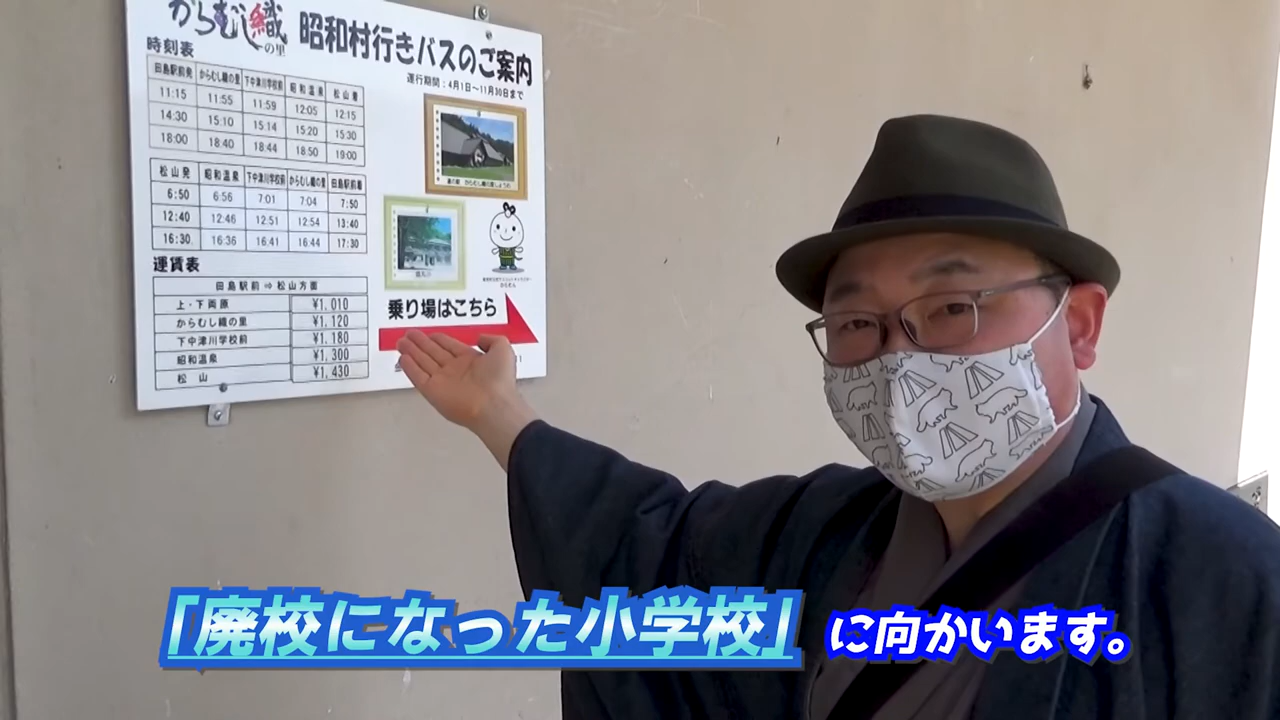 からむし織の里
昭和村行きバスのご案内
運行期間:4月1日〜11月30日まで
時刻表
田島駅前発 からむし織の里 下中津川学校前 昭和温泉 松山着
11:15 11:55 11:59 12:05 12:15
14:30 15:10 15:14 15:20 15:30
18:00 18:40 18:44 18:50 19:00
松山発 昭和温泉 下中津川学校前 からむし織の里 田島駅前着
6:50 6:56 7:01 7:04 7:50
12:40 12:46 12:51 12:54 13:40
16:30 16:36 16:41 16:44 17:30
運賃表
田島駅前 ⇒ 松山方面
上・下両原 ¥1,010
からむし織の里 ¥1,120
下中津川学校前 ¥1,180
昭和温泉 ¥1,300
松山 ¥1,430
乗り場はこちら
「廃校になった小学校」に向かいます。